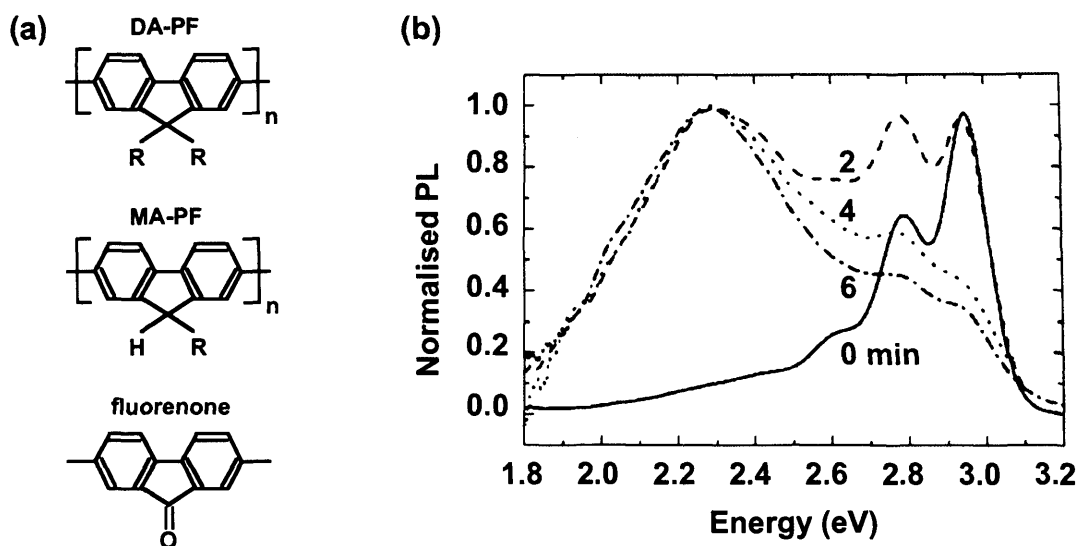 (a)
DA-PF
n
R R
MA-PF
n
H R
fluorenone
O
(b)
Normalised PL
1.0
0.8
0.6
0.4
0.2
0.0
2
4
6
0 min
1.8 2.0 2.2 2.4 2.6 2.8 3.0 3.2
Energy (eV)